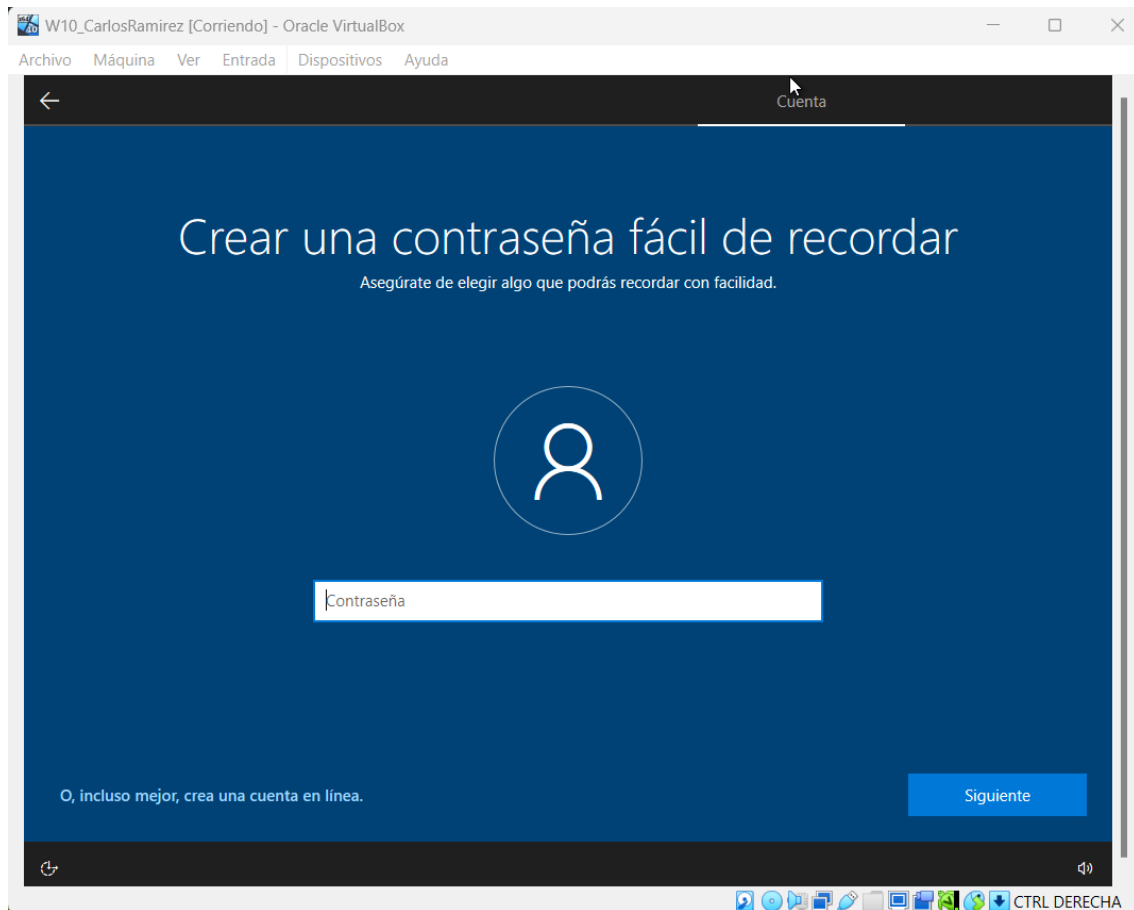 W10_CarlosRamirez [Corriendo] - Oracle VirtualBox
Archivo Máquina Ver Entrada Dispositivos Ayuda
Cuenta
Crear una contraseña fácil de recordar
Asegúrate de elegir algo que podrás recordar con facilidad.
Contraseña
O, incluso mejor, crea una cuenta en línea.
Siguiente
CTRL DERECHA